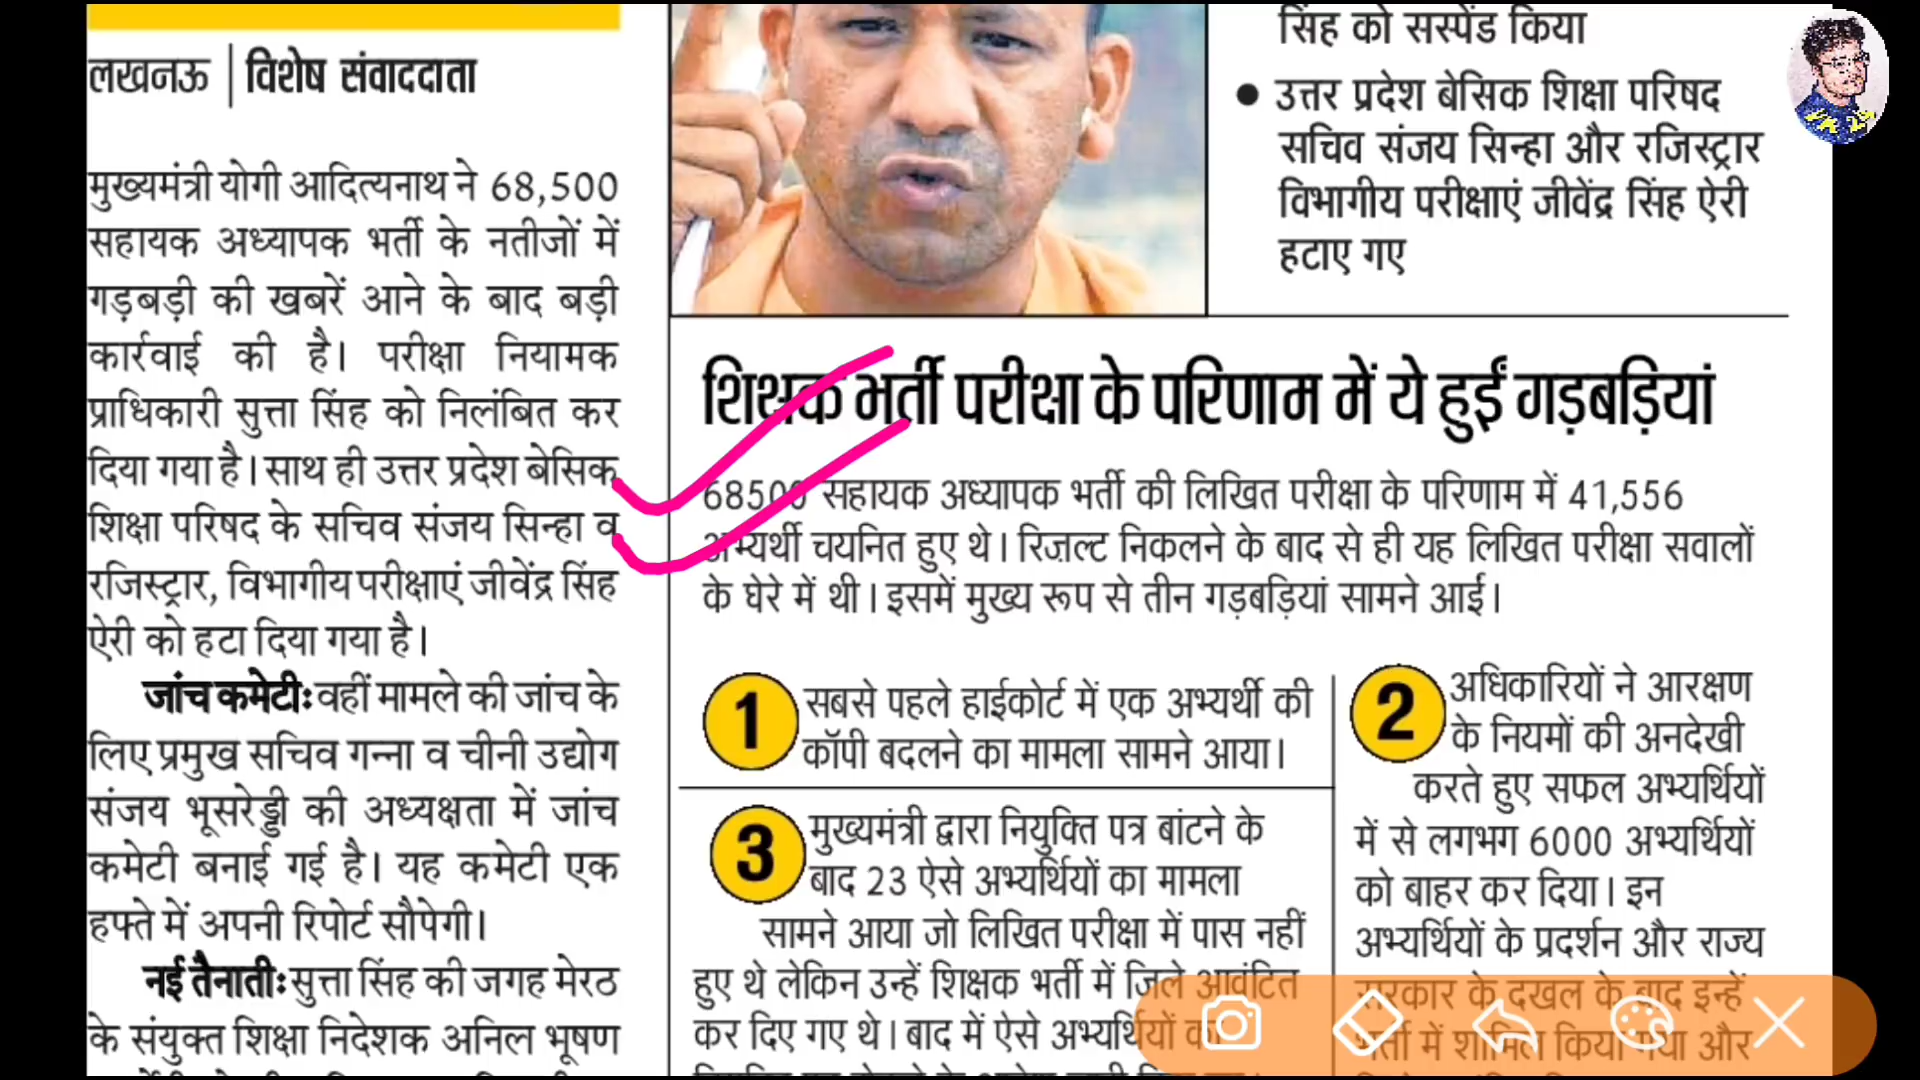 लखनऊ | विशेष संवाददाता
मुख्यमंत्री योगी आदित्यनाथ ने 68,500
सहायक अध्यापक भर्ती के नतीजों में
गड़बड़ी की खबरें आने के बाद बड़ी
कार्रवाई की है। परीक्षा नियामक
प्राधिकारी सुत्ता सिंह को निलंबित कर
दिया गया है। साथ ही उत्तर प्रदेश बेसिक
शिक्षा परिषद के सचिव संजय सिन्हा व
रजिस्ट्रार, विभागीय परीक्षाएं जीवेंद्र सिंह
ऐरी को हटा दिया गया है।
जांच कमेटी: वहीं मामले की जांच के
लिए प्रमुख सचिव गन्ना व चीनी उद्योग
संजय भूसरेड्डी की अध्यक्षता में जांच
कमेटी बनाई गई है। यह कमेटी एक
हफ्ते में अपनी रिपोर्ट सौपेगी।
नई तैनाती: सुत्ता सिंह की जगह मेरठ
के संयुक्त शिक्षा निदेशक अनिल भूषण
सिंह को सस्पेंड किया
● उत्तर प्रदेश बेसिक शिक्षा परिषद
सचिव संजय सिन्हा और रजिस्ट्रार
विभागीय परीक्षाएं जीवेंद्र सिंह ऐरी
हटाए गए
शिक्षक भर्ती परीक्षा के परिणाम में ये हुईं गड़बड़ियां
68500 सहायक अध्यापक भर्ती की लिखित परीक्षा के परिणाम में 41,556
अभ्यर्थी चयनित हुए थे। रिज़ल्ट निकलने के बाद से ही यह लिखित परीक्षा सवालों
के घेरे में थी। इसमें मुख्य रूप से तीन गड़बड़ियां सामने आईं।
1 सबसे पहले हाईकोर्ट में एक अभ्यर्थी की
कॉपी बदलने का मामला सामने आया।
2 अधिकारियों ने आरक्षण
के नियमों की अनदेखी
करते हुए सफल अभ्यर्थियों
में से लगभग 6000 अभ्यर्थियों
को बाहर कर दिया। इन
अभ्यर्थियों के प्रदर्शन और राज्य
सरकार के दखल के बाद इन्हें
भर्ती में शामिल किया गया और
3 मुख्यमंत्री द्वारा नियुक्ति पत्र बांटने के
बाद 23 ऐसे अभ्यर्थियों का मामला
सामने आया जो लिखित परीक्षा में पास नहीं
हुए थे लेकिन उन्हें शिक्षक भर्ती में जिले आवंटित
कर दिए गए थे। बाद में ऐसे अभ्यर्थियों का